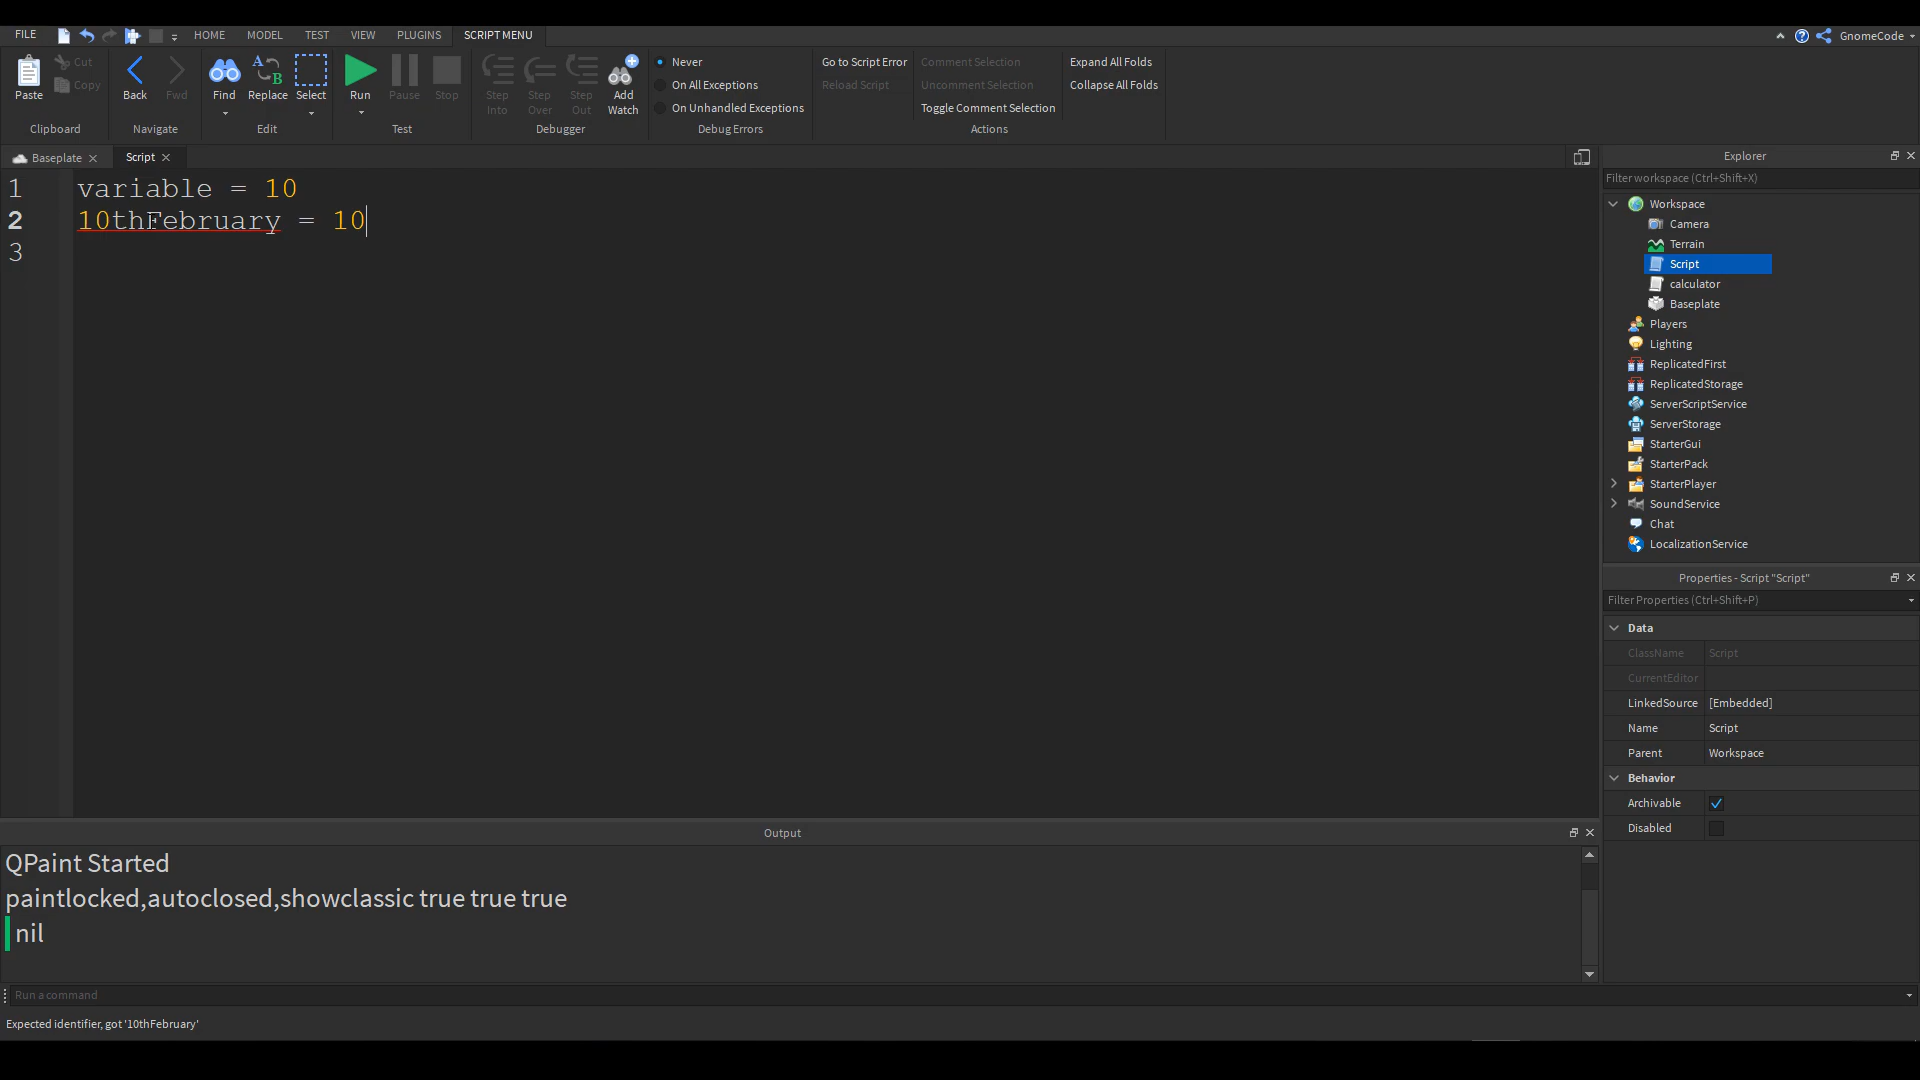 FILE HOME MODEL TEST VIEW PLUGINS SCRIPT MENU GnomeCode
Paste Cut Copy Back Fwd Find Replace Select Run Pause Stop Step Into Step Over Step Out Add Watch
Never
On All Exceptions
On Unhandled Exceptions
Go to Script Error
Reload Script
Comment Selection
Uncomment Selection
Toggle Comment Selection
Expand All Folds
Collapse All Folds
Clipboard Navigate Edit Test Debugger Debug Errors Actions
Baseplate Script
1 variable = 10
2 10thFebruary = 10
3
Explorer
Filter workspace (Ctrl+Shift+X)
Workspace
Camera
Terrain
Script
calculator
Baseplate
Players
Lighting
ReplicatedFirst
ReplicatedStorage
ServerScriptService
ServerStorage
StarterGui
StarterPack
StarterPlayer
SoundService
Chat
LocalizationService
Properties - Script "Script"
Filter Properties (Ctrl+Shift+P)
Data
ClassName Script
CurrentEditor
LinkedSource [Embedded]
Name Script
Parent Workspace
Behavior
Archivable
Disabled
Output
QPaint Started
paintlocked,autoclosed,showclassic true true true
nil
Run a command
Expected identifier, got '10thFebruary'